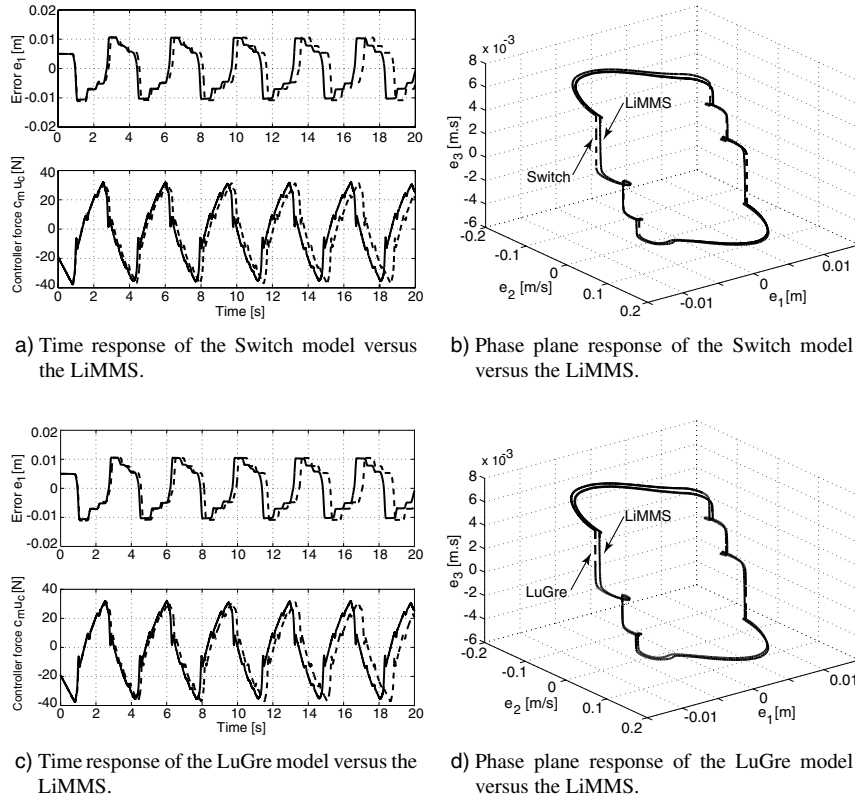 0.02
0.01
0
-0.01
-0.02
Error e1 [m]
0 2 4 6 8 10 12 14 16 18 20
40
20
0
-20
-40
Controller force cm uc [N]
0 2 4 6 8 10 12 14 16 18 20
Time [s]
a) Time response of the Switch model versus
the LiMMS.
x 10-3
8
6
4
2
0
-2
-4
-6
e3 [m.s]
LiMMS
Switch
-0.2
-0.1
0
0.1
0.2
e2 [m/s]
-0.01
0
0.01
e1[m]
b) Phase plane response of the Switch model
versus the LiMMS.
0.02
0.01
0
-0.01
-0.02
Error e1 [m]
0 2 4 6 8 10 12 14 16 18 20
40
20
0
-20
-40
Controller force cmuc [N]
0 2 4 6 8 10 12 14 16 18 20
Time [s]
c) Time response of the LuGre model versus the
LiMMS.
x 10-3
8
6
4
2
0
-2
-4
-6
e3 [m.s]
LiMMS
LuGre
-0.2
-0.1
0
0.1
0.2
e2 [m/s]
-0.01
0
0.01
e1[m]
d) Phase plane response of the LuGre model
versus the LiMMS.